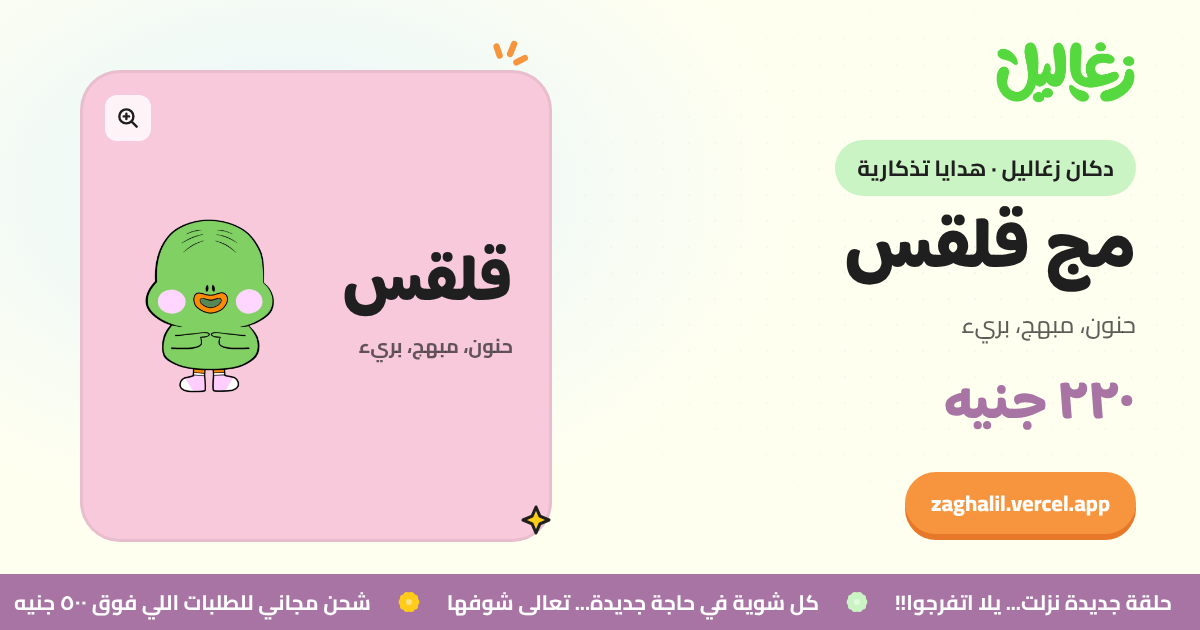 زغاليل
دكان زغاليل · هدايا تذكارية
مج قلقس
حنون، مبهج، بريء
٢٢٠ جنيه
zaghalil.vercel.app
قلقس
حنون، مبهج، بريء
حلقة جديدة نزلت... يلا اتفرجوا!!
كل شوية في حاجة جديدة... تعالى شوفها
شحن مجاني للطلبات اللي فوق ٥٠٠ جنيه